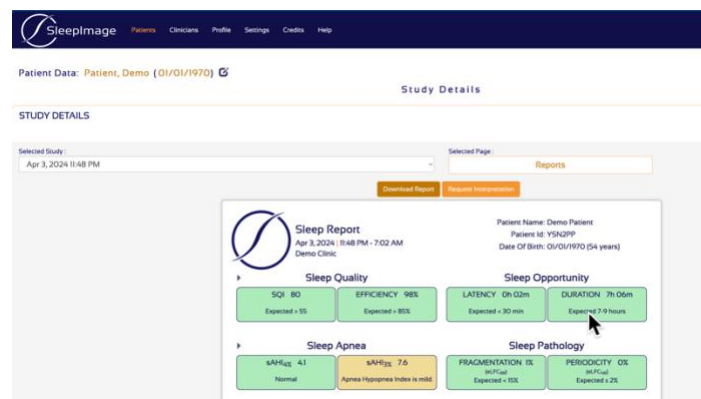 SleepImage Patients Clinicians Profile Settings Credits Help
Patient Data: Patient, Demo (01/01/1970)
Study Details
STUDY DETAILS
Selected Study :
Apr 3, 2024 11:48 PM
Selected Page :
Reports
Download Report Request Interpretation
Sleep Report
Apr 3, 2024 | 11:48 PM - 7:02 AM
Demo Clinic
Patient Name: Demo Patient
Patient Id: YSN2PP
Date Of Birth: 01/01/1970 (54 years)
Sleep Quality
SQI 80
Expected > 55
EFFICIENCY 98%
Expected > 85%
Sleep Opportunity
LATENCY 0h 02m
Expected < 30 min
DURATION 7h 06m
Expected 7-9 hours
Sleep Apnea
sAHI4% 4.1
Normal
sAHI3% 7.6
Apnea Hypopnea Index is mild.
Sleep Pathology
FRAGMENTATION 1%
Expected < 15%
PERIODICITY 0%
Expected ≤ 2%